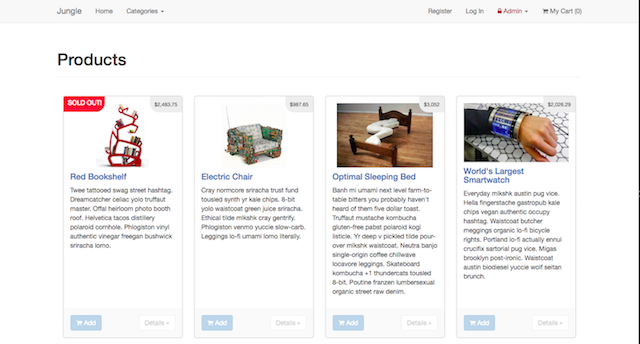 Jungle Home Categories Register Log In Admin My Cart (0)
Products
SOLD OUT! $2,483.75
Red Bookshelf
Twee tattooed swag street hashtag.
Dreamcatcher celiac yolo truffaut
master. Offal heirloom photo booth
roof. Helvetica tacos distillery
polaroid cornhole. Phlogiston vinyl
authentic vinegar freegan bushwick
sriracha lomo.
Add Details »
$987.65
Electric Chair
Cray normcore sriracha trust fund
tousled synth yr kale chips. 8-bit
yolo waistcoat green juice sriracha.
Ethical tilde mlkshk cray gentrify.
Phlogiston venmo yuccie slow-carb.
Leggings lo-fi umami lomo literally.
Add Details »
$3,052
Optimal Sleeping Bed
Banh mi umami next level farm-to-
table bitters you probably haven't
heard of them five dollar toast.
Truffaut mustache kombucha
gluten-free pabst polaroid kogi
listicle. Yr deep v pickled tilde pour-
over mlkshk waistcoat. Neutra banjo
single-origin coffee chillwave
locavore leggings. Skateboard
kombucha +1 thundercats tousled
8-bit. Poutine franzen lumbersexual
organic street raw denim.
Add Details »
$2,026.29
World's Largest
Smartwatch
Everyday mlkshk austin pug vice.
Hella fingerstache gastropub kale
chips vegan authentic occupy
hashtag. Waistcoat butcher
meggings organic lo-fi bicycle
rights. Portland lo-fi actually ennui
crucifix sartorial pug vice. Migas
brooklyn post-ironic. Waistcoat
austin biodiesel yuccie wolf seitan
brunch.
Add Details »